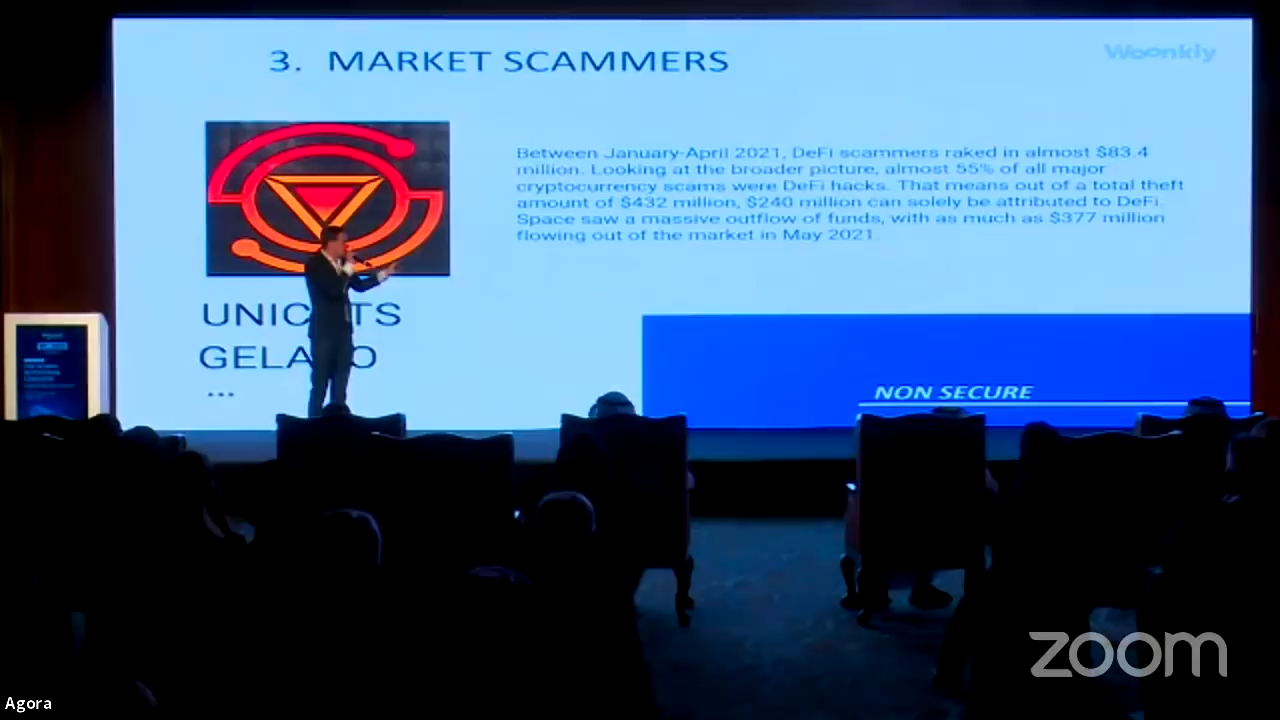 3. MARKET SCAMMERS
Woonkly
Between January-April 2021, DeFi scammers raked in almost $83.4
million. Looking at the broader picture, almost 55% of all major
cryptocurrency scams were DeFi hacks. That means out of a total theft
amount of $432 million, $240 million can solely be attributed to DeFi.
Space saw a massive outflow of funds, with as much as $377 million
flowing out of the market in May 2021.
...
NON SECURE
zoom
Agora